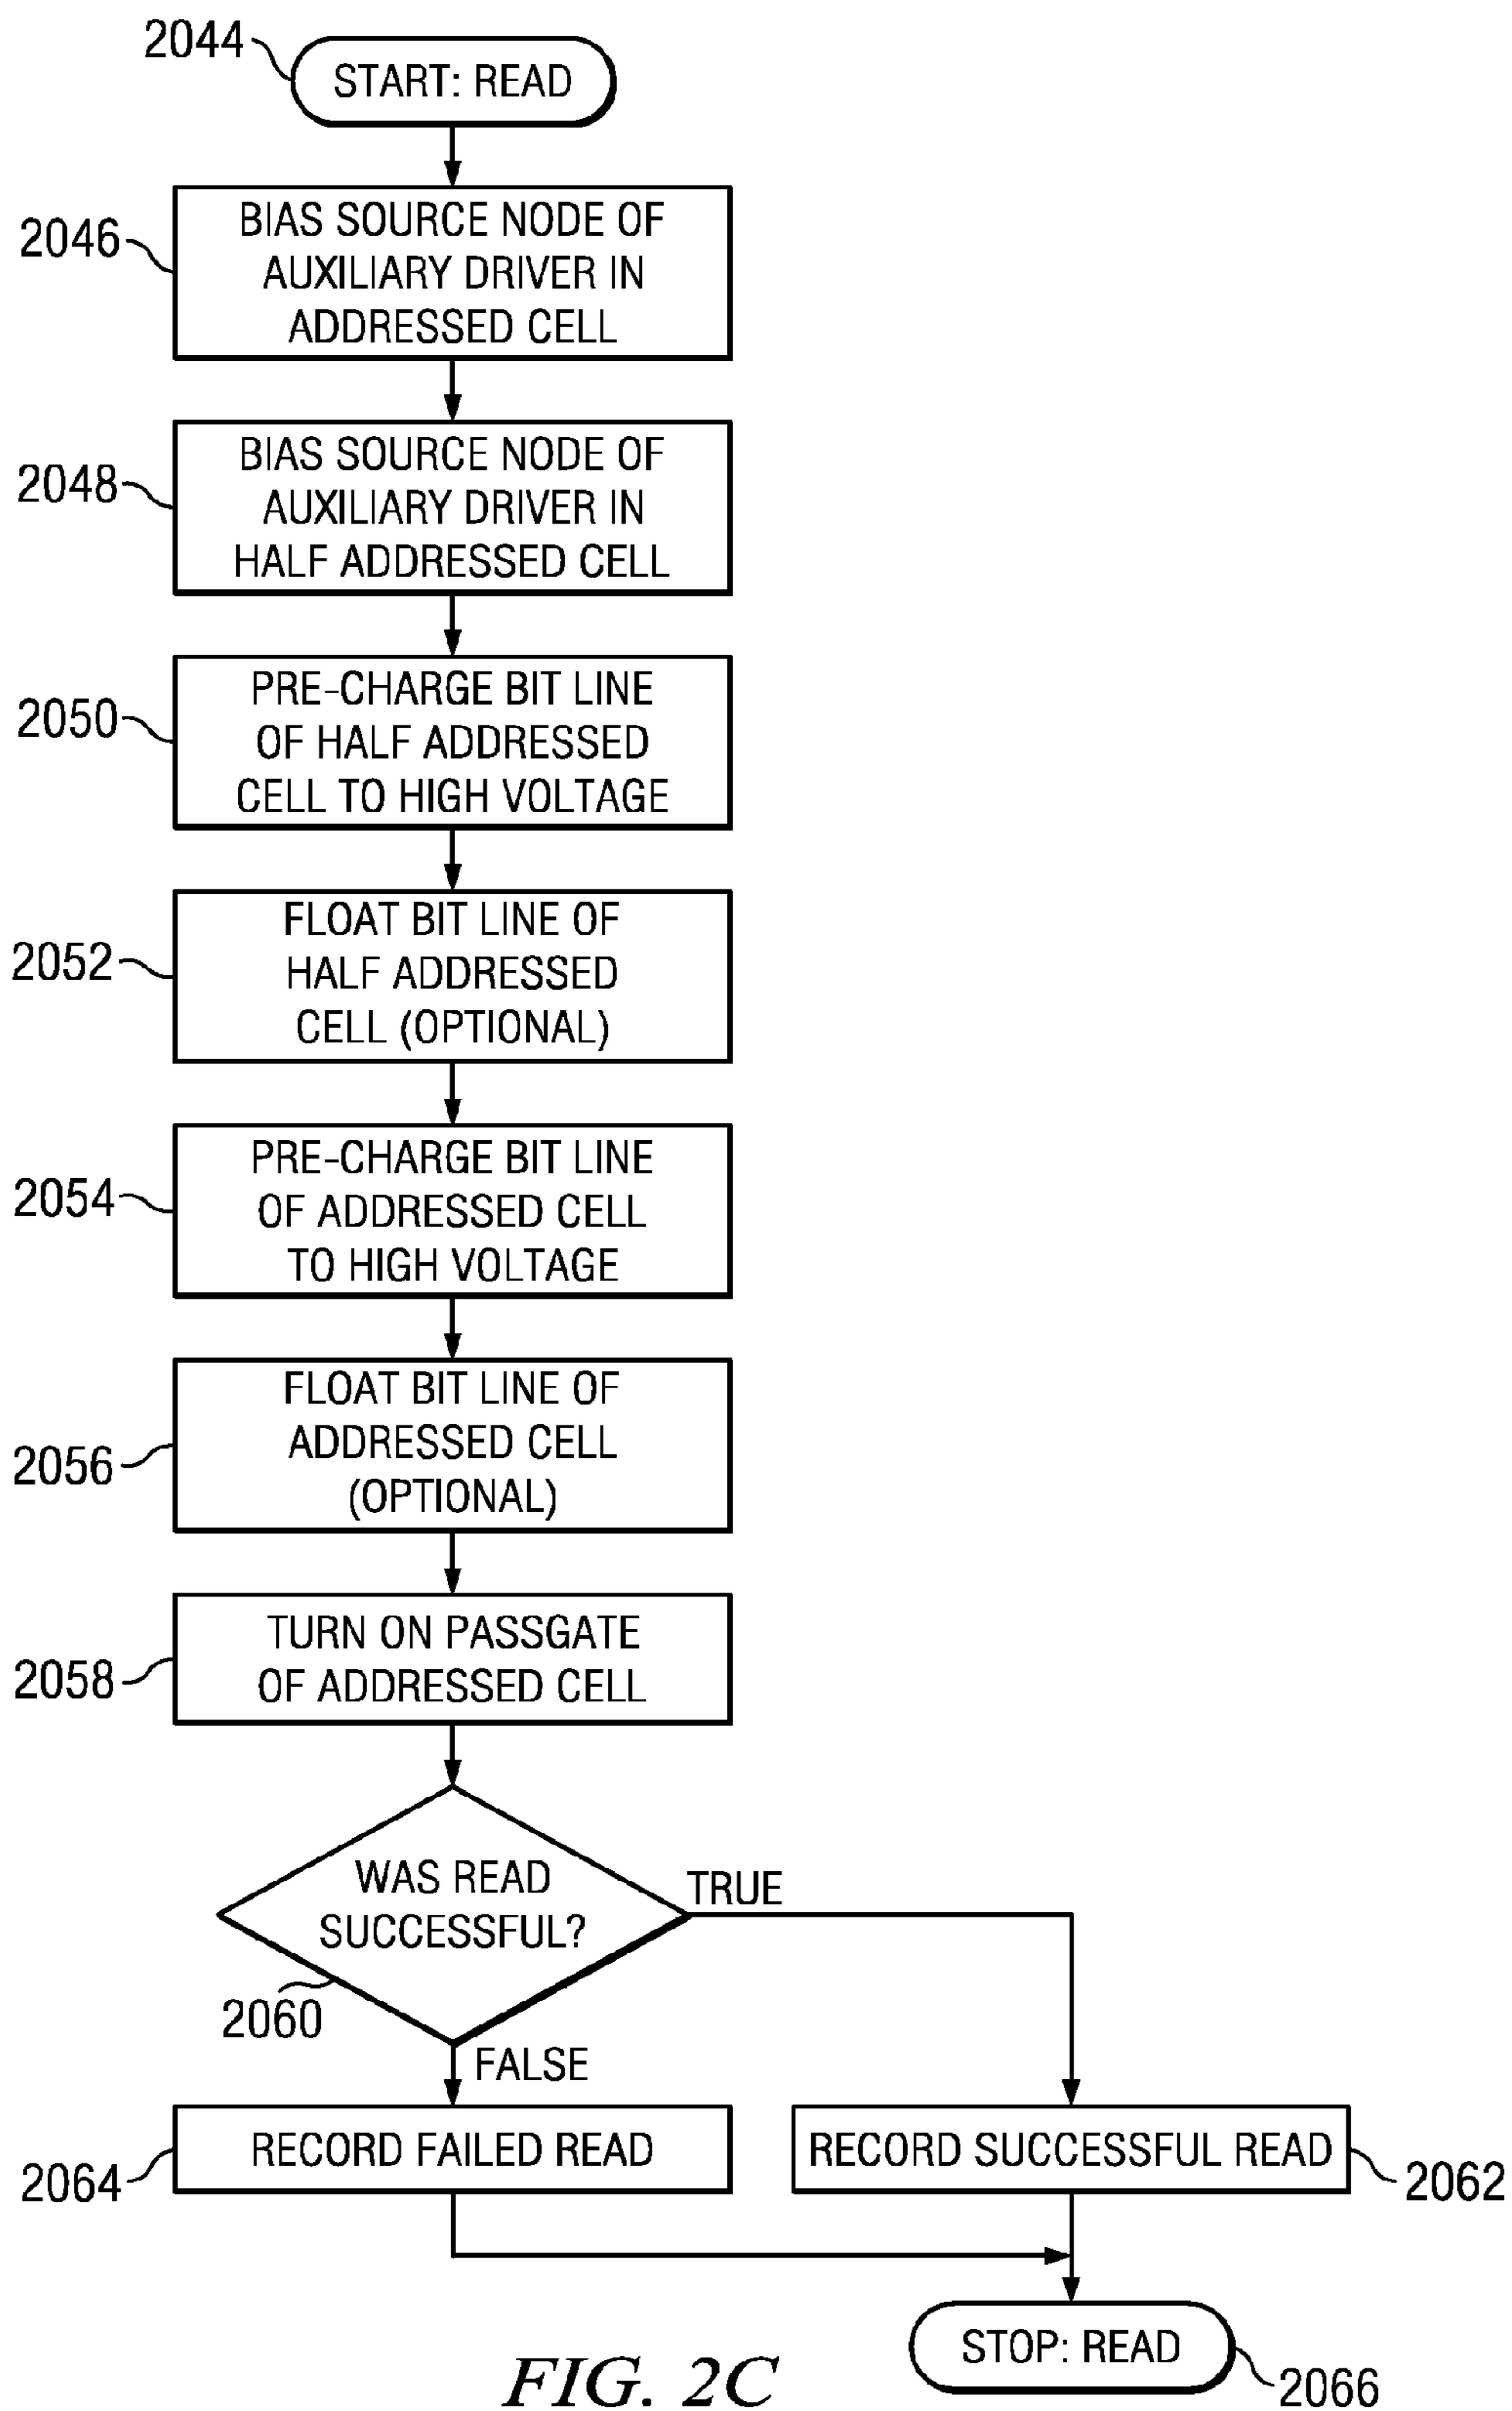 2044
START: READ
2046
BIAS SOURCE NODE OF
AUXILIARY DRIVER IN
ADDRESSED CELL
2048
BIAS SOURCE NODE OF
AUXILIARY DRIVER IN
HALF ADDRESSED CELL
2050
PRE-CHARGE BIT LINE
OF HALF ADDRESSED
CELL TO HIGH VOLTAGE
2052
FLOAT BIT LINE OF
HALF ADDRESSED
CELL (OPTIONAL)
2054
PRE-CHARGE BIT LINE
OF ADDRESSED CELL
TO HIGH VOLTAGE
2056
FLOAT BIT LINE OF
ADDRESSED CELL
(OPTIONAL)
2058
TURN ON PASSGATE
OF ADDRESSED CELL
WAS READ
SUCCESSFUL?
TRUE
2060
FALSE
RECORD FAILED READ
2064
RECORD SUCCESSFUL READ
2062
STOP: READ
2066
FIG. 2C